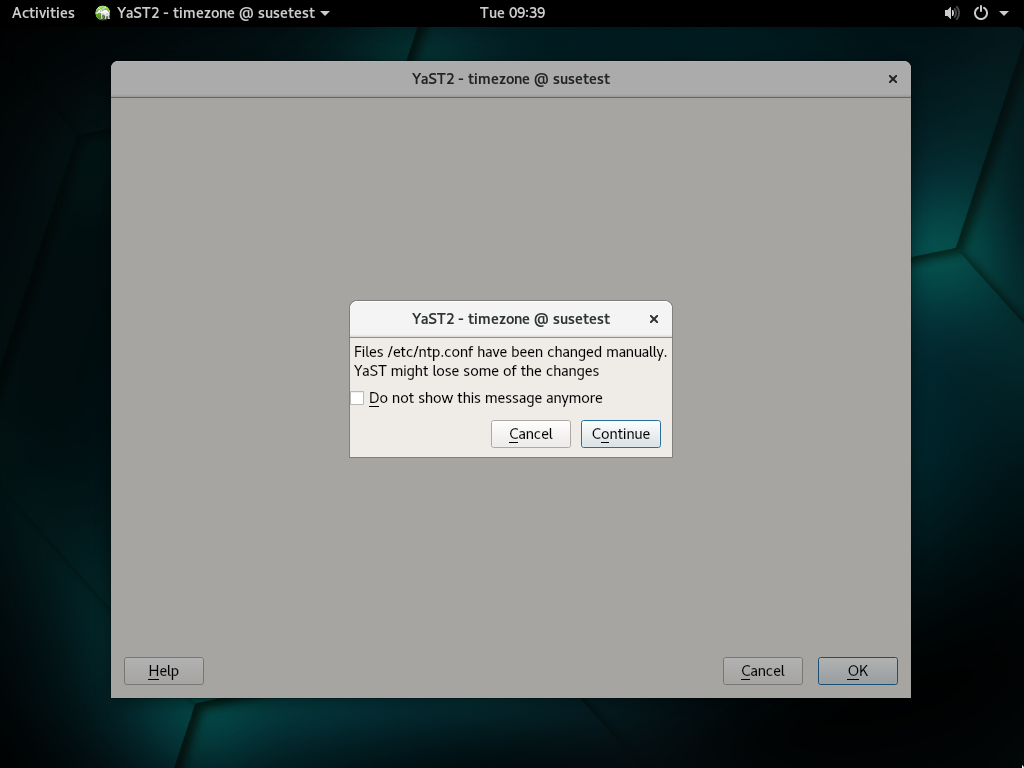 Activities YaST2 - timezone @ susetest Tue 09:39
YaST2 - timezone @ susetest
YaST2 - timezone @ susetest
Files /etc/ntp.conf have been changed manually.
YaST might lose some of the changes
Do not show this message anymore
Cancel Continue
Help Cancel OK